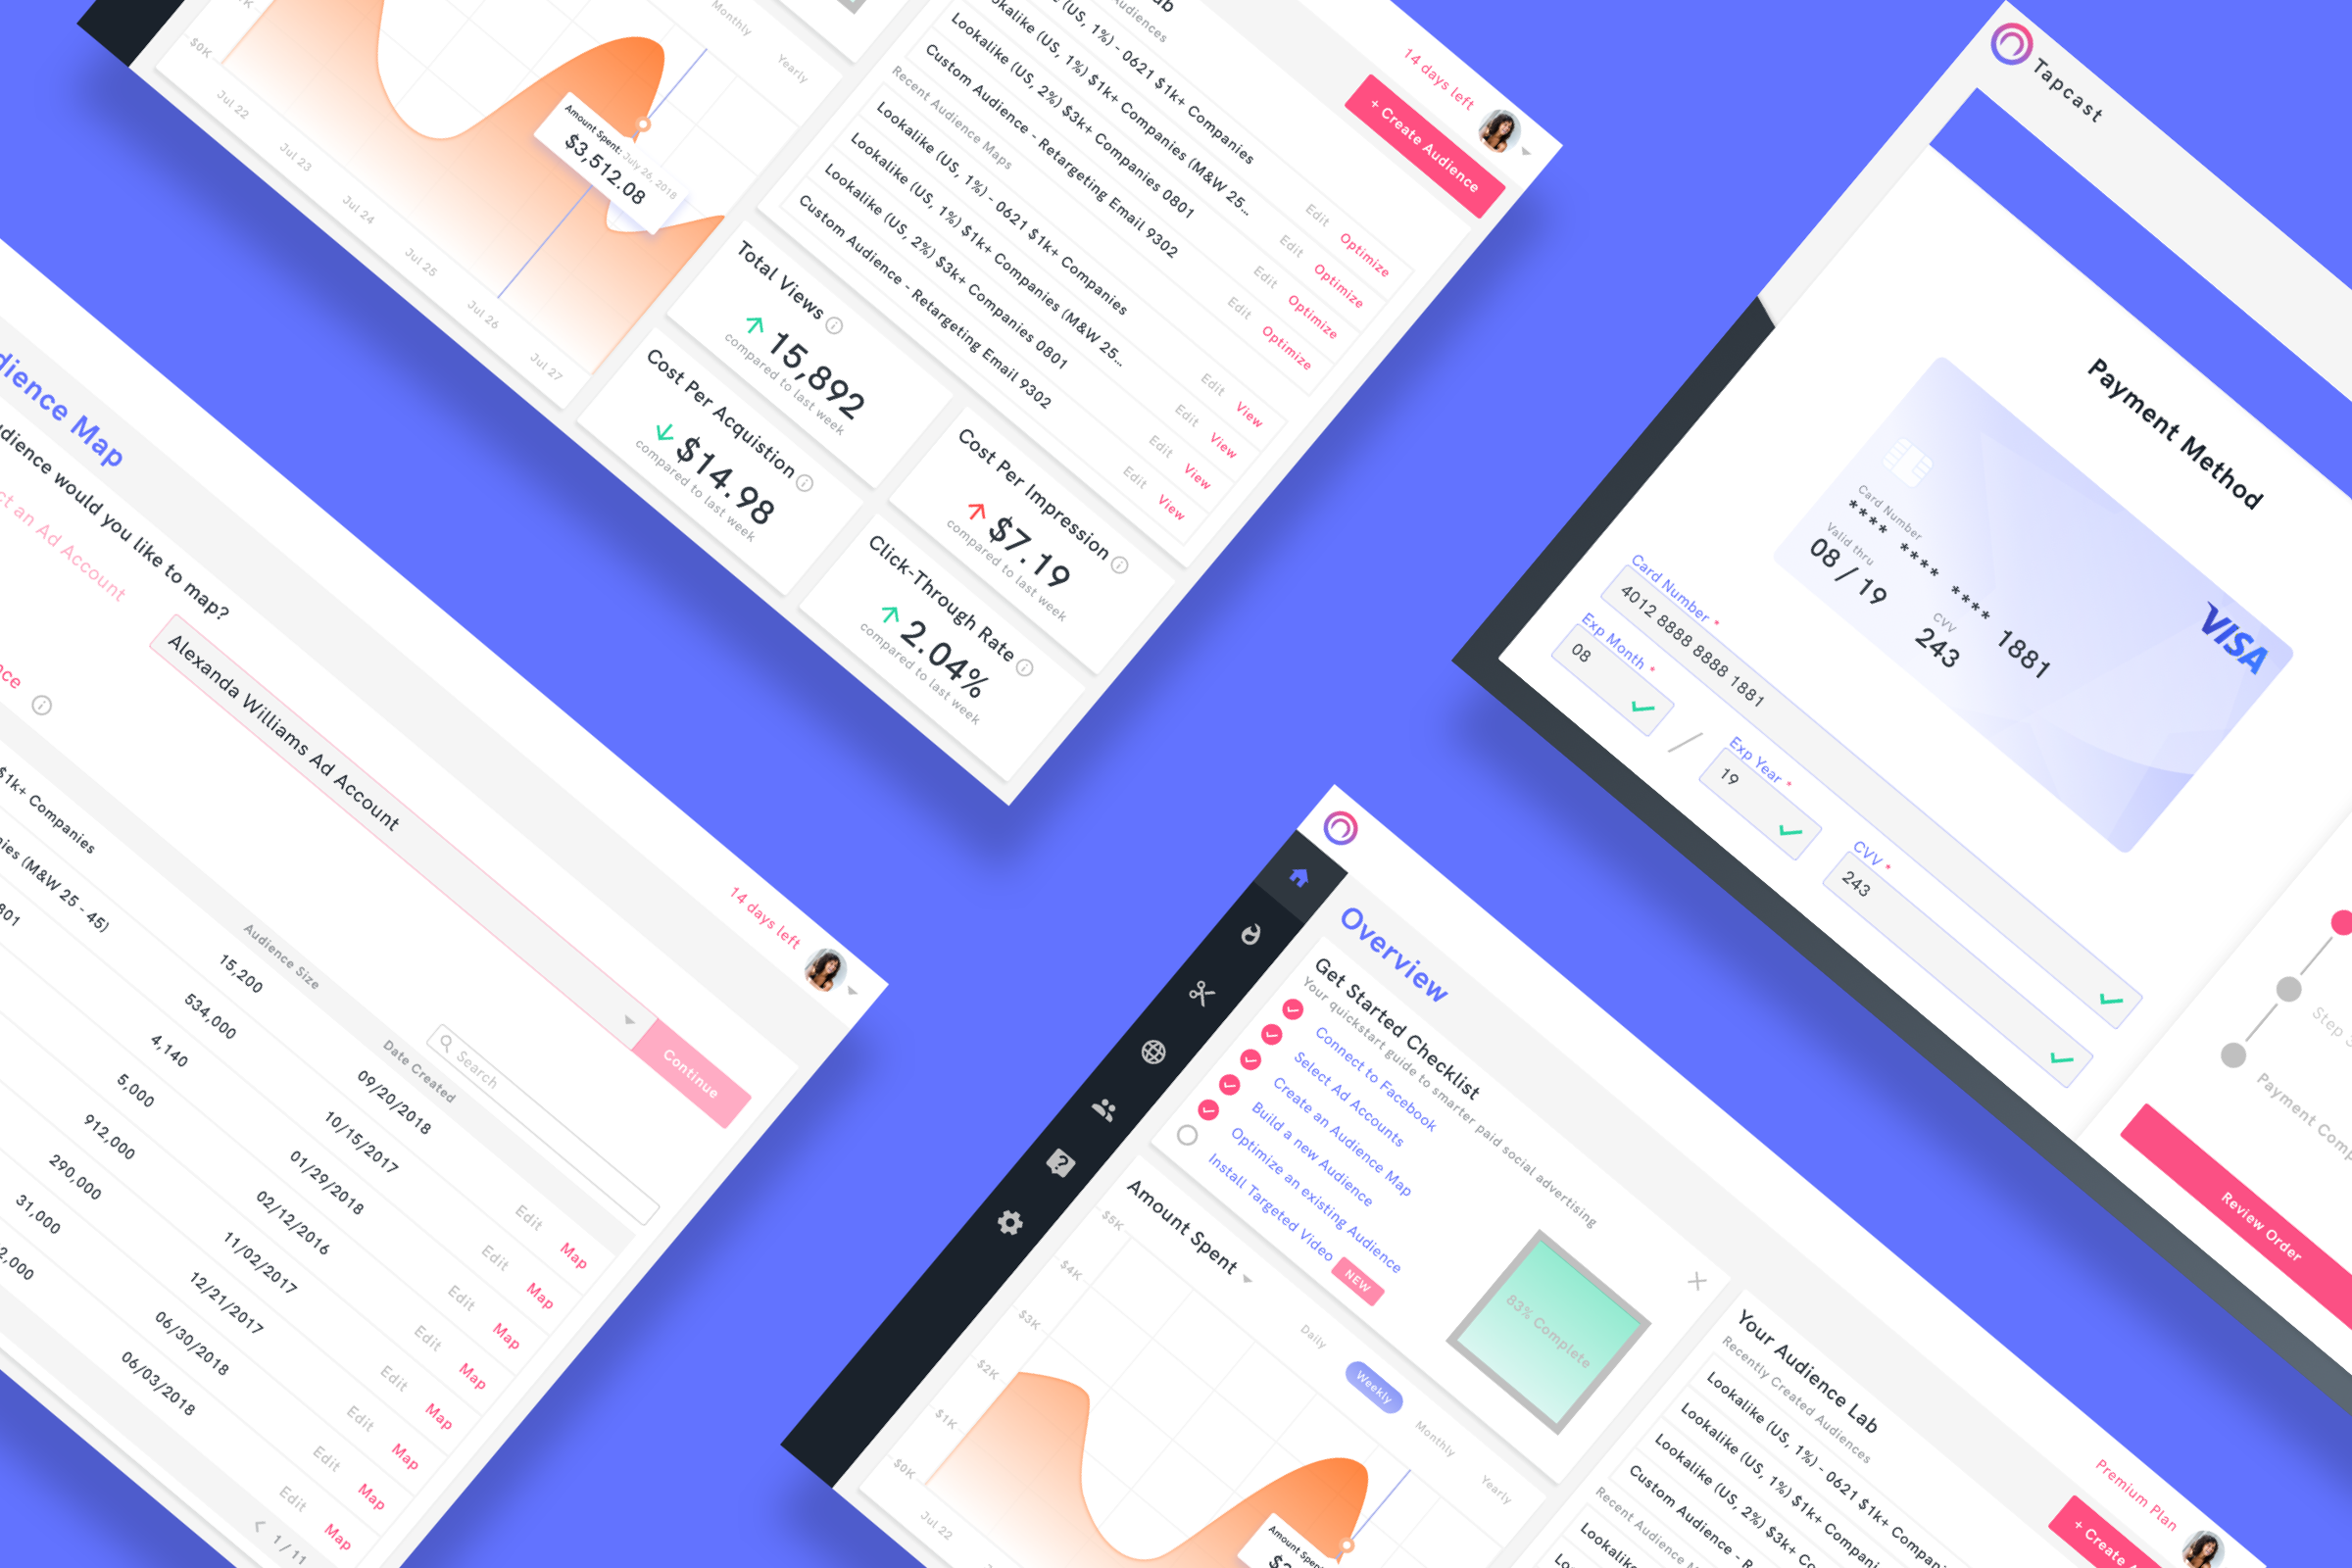 $0K
Jul 22
Jul 23
Jul 24
Jul 25
Jul 26
Jul 27
Monthly
Yearly
Amount Spent: July 26, 2018
$3,512.08
Total Views
15,892
compared to last week
Cost Per Acquistion
$14.98
compared to last week
Cost Per Impression
$7.19
compared to last week
Click-Through Rate
2.04%
compared to last week
14 days left
+ Create Audience
(US, 1%) - 0621 $1k+ Companies
Lookalike (US, 1%) $1k+ Companies (M&W 25...
Lookalike (US, 2%) $3k+ Companies 0801
Custom Audience - Retargeting Email 9302
Edit Optimize
Edit Optimize
Edit Optimize
Edit Optimize
Recent Audience Maps
Lookalike (US, 1%) - 0621 $1k+ Companies
Lookalike (US, 1%) $1k+ Companies (M&W 25...
Lookalike (US, 2%) $3k+ Companies 0801
Custom Audience - Retargeting Email 9302
Edit View
Edit View
Edit View
Edit View
Tapcast
Payment Method
Card Number
**** **** **** 1881
Valid thru
08 / 19
CVV
243
VISA
Card Number *
4012 8888 8888 1881
Exp Month *
08
/
Exp Year *
19
CVV *
243
Step
Payment
Review Order
Map
would you like to map?
an Ad Account
Alexanda Williams Ad Account
Continue
14 days left
Search
Audience Size
Date Created
$1k+ Companies
15,200
09/20/2018
Edit Map
(M&W 25 - 45)
534,000
10/15/2017
Edit Map
4,140
01/29/2018
Edit Map
5,000
02/12/2016
Edit Map
912,000
11/02/2017
Edit Map
290,000
12/21/2017
Edit Map
31,000
06/30/2018
Edit Map
06/03/2018
Edit Map
< 1 / 11
Overview
Get Started Checklist
Your quickstart guide to smarter paid social advertising
Connect to Facebook
Select Ad Accounts
Create an Audience Map
Build a new Audience
Optimize an existing Audience
Install Targeted Video NEW
83% Complete
Amount Spent
Daily
Weekly
Monthly
Yearly
$5K
$4K
$3K
$2K
$1K
$0K
Jul 22
Amount
Your Audience Lab
Recently Created Audiences
Lookalike (US, 1%) - 0621 $1k+
Lookalike (US, 1%) $1k+
Lookalike (US, 2%) $3k+
Custom Audience -
Recent Audience
Lookalike
Premium Plan
+ Create